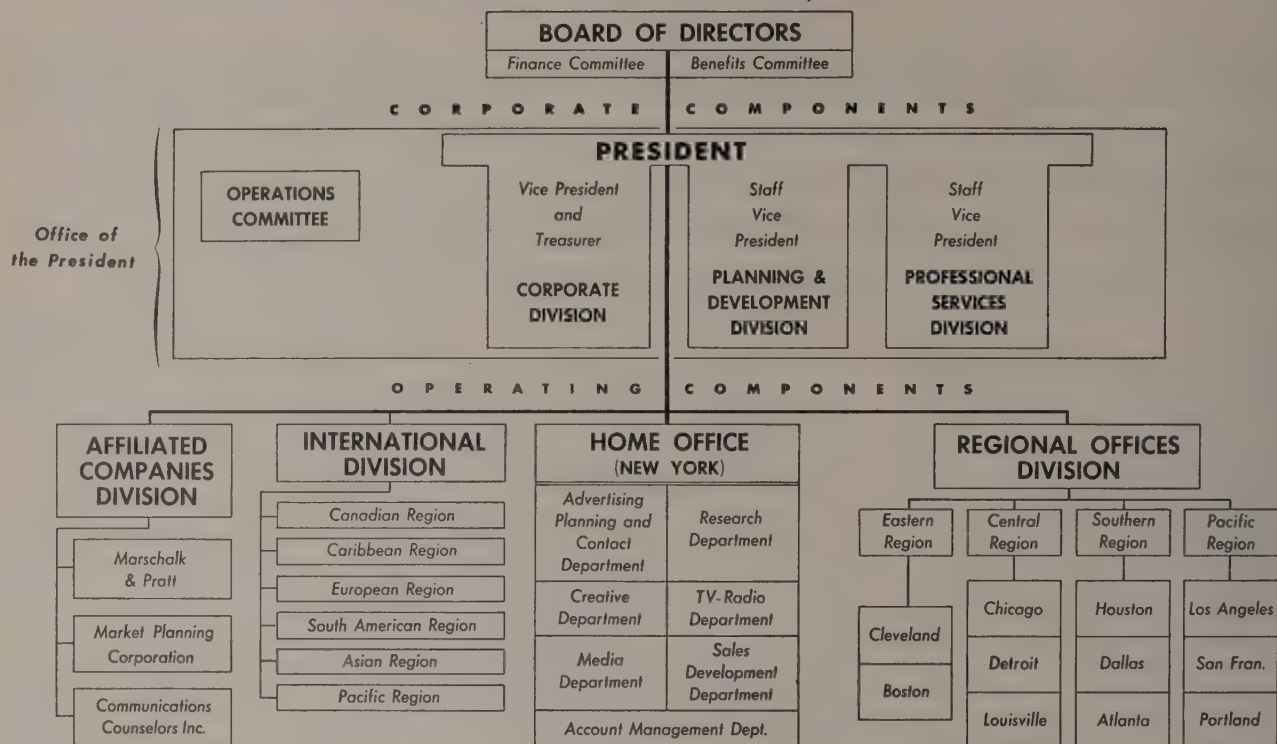 BOARD OF DIRECTORS
Finance Committee
Benefits Committee
CORPORATE COMPONENTS
Office of
the President
OPERATIONS
COMMITTEE
PRESIDENT
Vice President
and
Treasurer
CORPORATE
DIVISION
Staff
Vice
President
PLANNING &
DEVELOPMENT
DIVISION
Staff
Vice
President
PROFESSIONAL
SERVICES
DIVISION
OPERATING COMPONENTS
AFFILIATED
COMPANIES
DIVISION
Marschalk
& Pratt
Market Planning
Corporation
Communications
Counselors Inc.
INTERNATIONAL
DIVISION
Canadian Region
Caribbean Region
European Region
South American Region
Asian Region
Pacific Region
HOME OFFICE
(NEW YORK)
Advertising
Planning and
Contact
Department
Research
Department
Creative
Department
TV-Radio
Department
Media
Department
Sales
Development
Department
Account Management Dept.
REGIONAL OFFICES
DIVISION
Eastern
Region
Cleveland
Boston
Central
Region
Chicago
Detroit
Louisville
Southern
Region
Houston
Dallas
Atlanta
Pacific
Region
Los Angeles
San Fran.
Portland